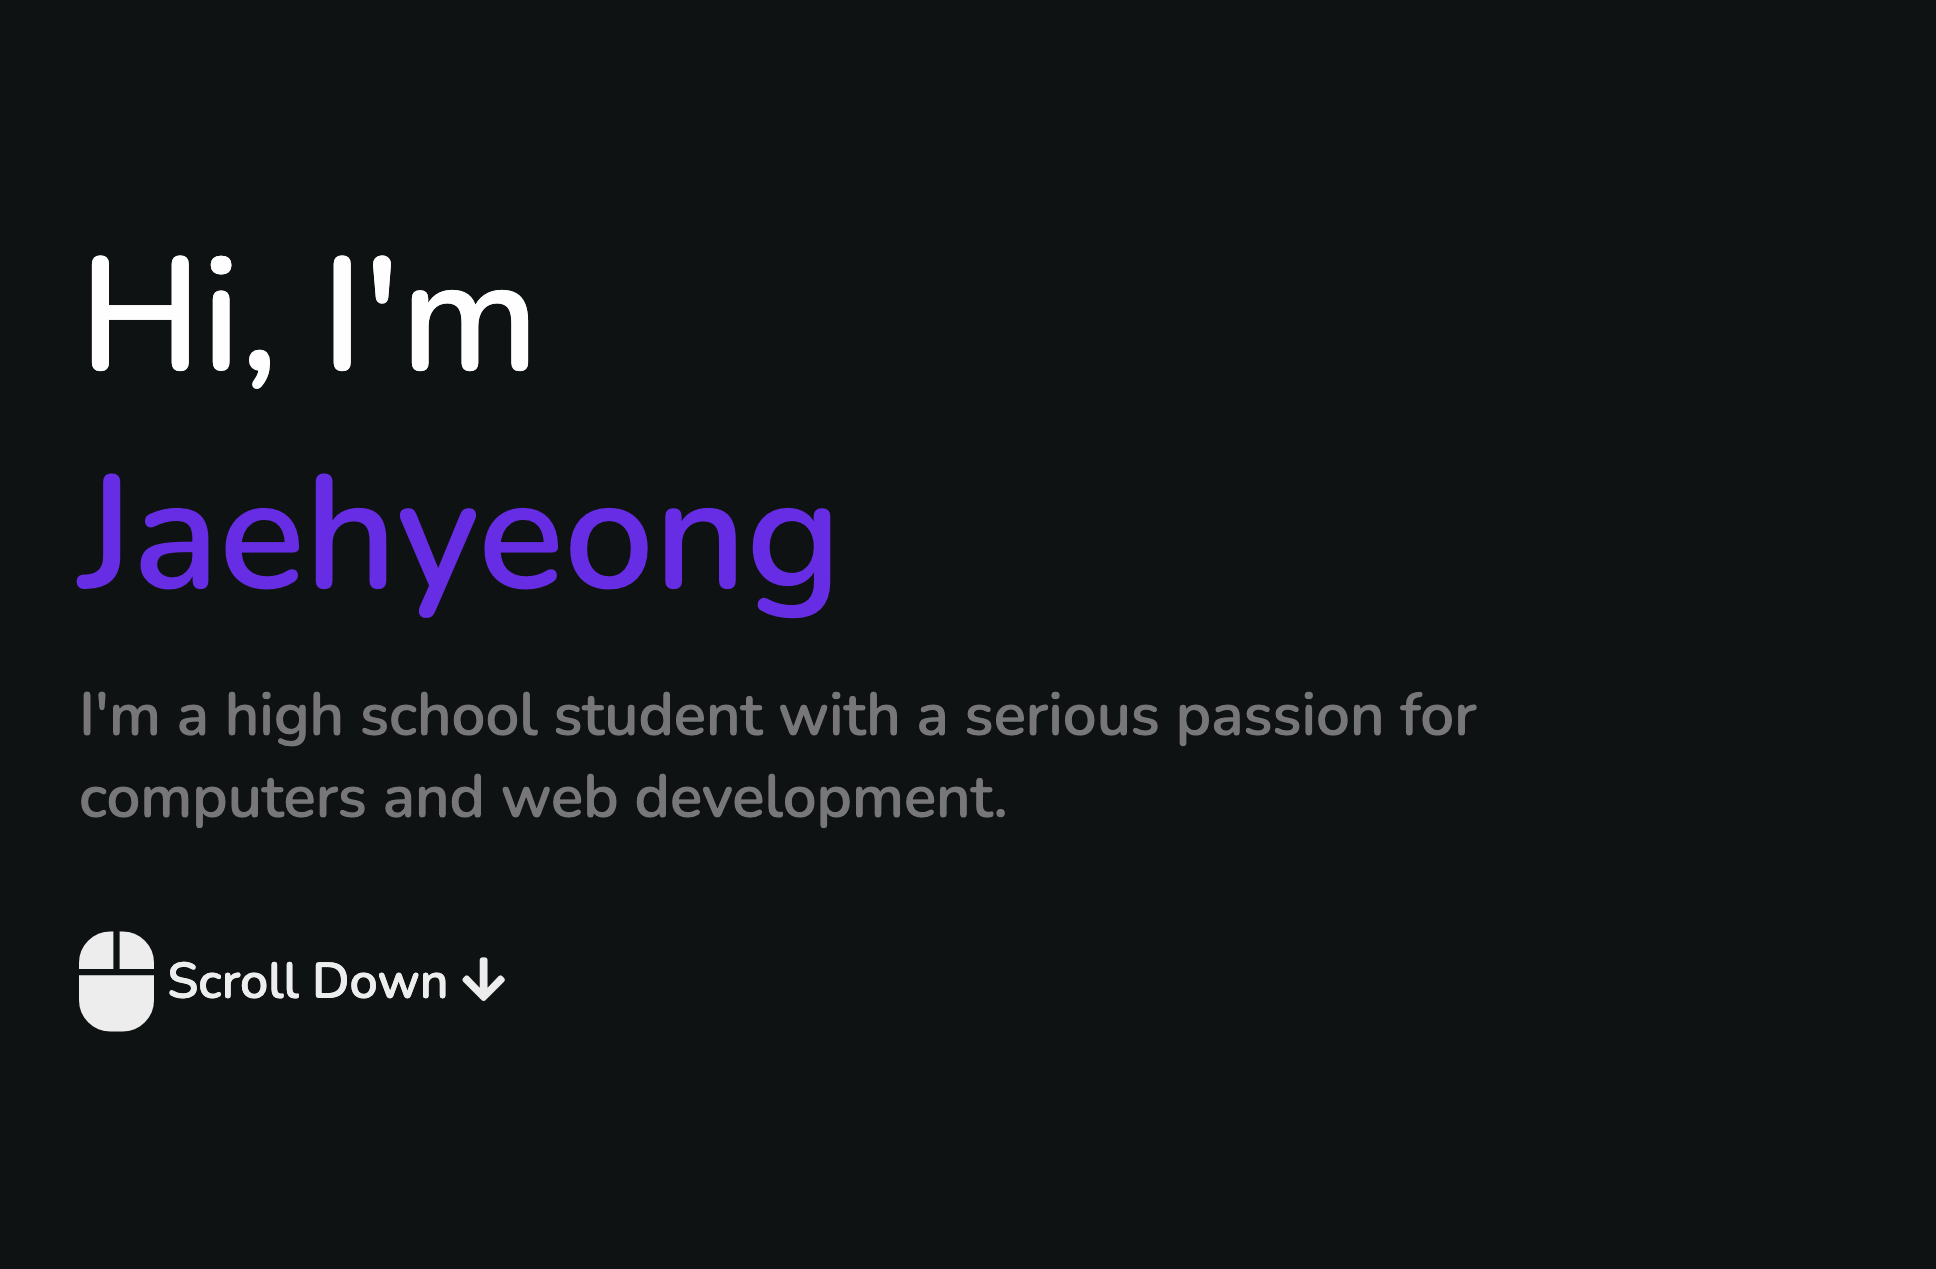 Hi, I'm
Jaehyeong
I'm a high school student with a serious passion for
computers and web development.
Scroll Down ↓